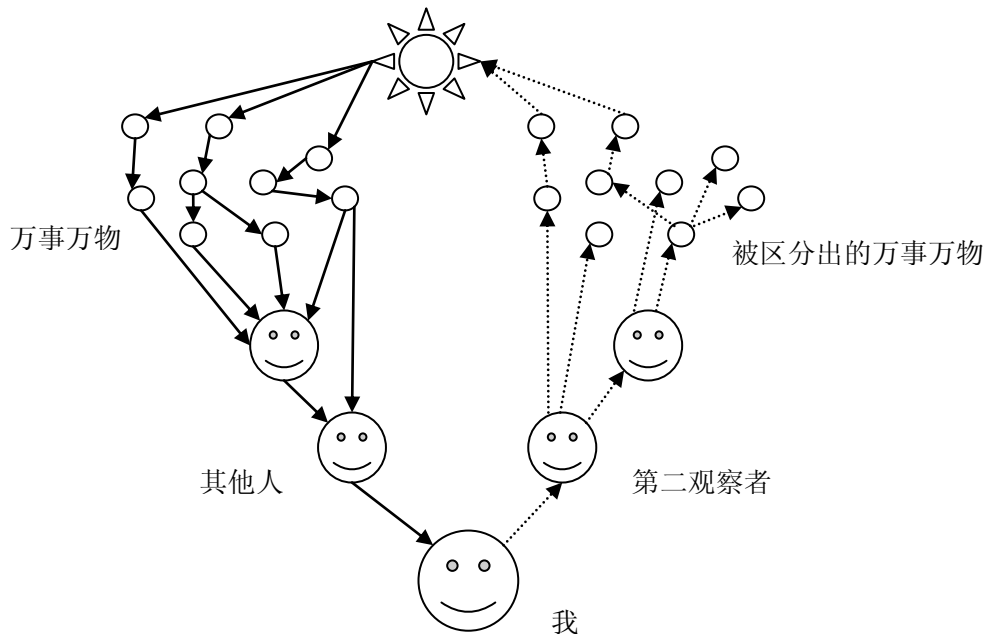 万事万物
被区分出的万事万物
其他人
第二观察者
我